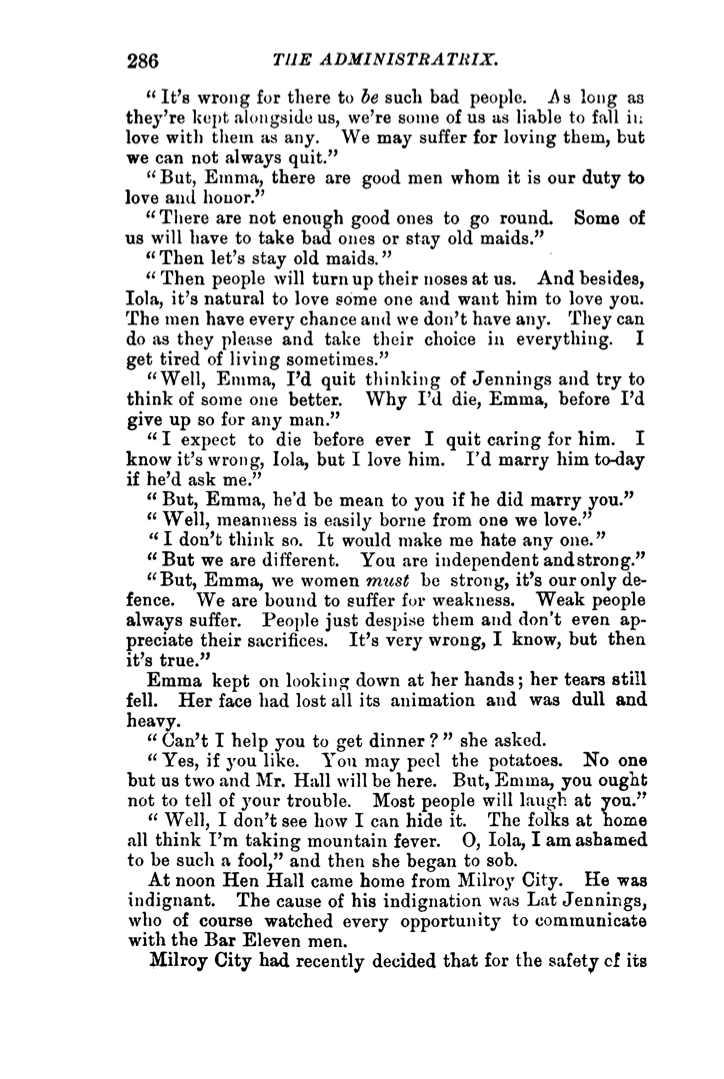 286 THE ADMINISTRATRIX.
“It's wrong for there to be such bad people. As long as
they're kept alongside us, we're some of us as liable to fall in
love with them as any. We may suffer for loving them, but
we can not always quit.”
“But, Emma, there are good men whom it is our duty to
love and honor.”
“There are not enough good ones to go round. Some of
us will have to take bad ones or stay old maids.”
“Then let's stay old maids.”
“Then people will turn up their noses at us. And besides,
Iola, it's natural to love some one and want him to love you.
The men have every chance and we don't have any. They can
do as they please and take their choice in everything. I
get tired of living sometimes.”
“Well, Emma, I'd quit thinking of Jennings and try to
think of some one better. Why I'd die, Emma, before I'd
give up so for any man.”
“I expect to die before ever I quit caring for him. I
know it's wrong, Iola, but I love him. I'd marry him to-day
if he'd ask me.”
“But, Emma, he'd be mean to you if he did marry you.”
“Well, meanness is easily borne from one we love.”
“I don't think so. It would make me hate any one.”
“But we are different. You are independent and strong.”
“But, Emma, we women must be strong, it's our only de-
fence. We are bound to suffer for weakness. Weak people
always suffer. People just despise them and don't even ap-
preciate their sacrifices. It's very wrong, I know, but then
it's true.”
Emma kept on looking down at her hands; her tears still
fell. Her face had lost all its animation and was dull and
heavy.
“Can't I help you to get dinner?” she asked.
“Yes, if you like. You may peel the potatoes. No one
but us two and Mr. Hall will be here. But, Emma, you ought
not to tell of your trouble. Most people will laugh at you.”
“Well, I don't see how I can hide it. The folks at home
all think I'm taking mountain fever. O, Iola, I am ashamed
to be such a fool,” and then she began to sob.
At noon Hen Hall came home from Milroy City. He was
indignant. The cause of his indignation was Lat Jennings,
who of course watched every opportunity to communicate
with the Bar Eleven men.
Milroy City had recently decided that for the safety of its